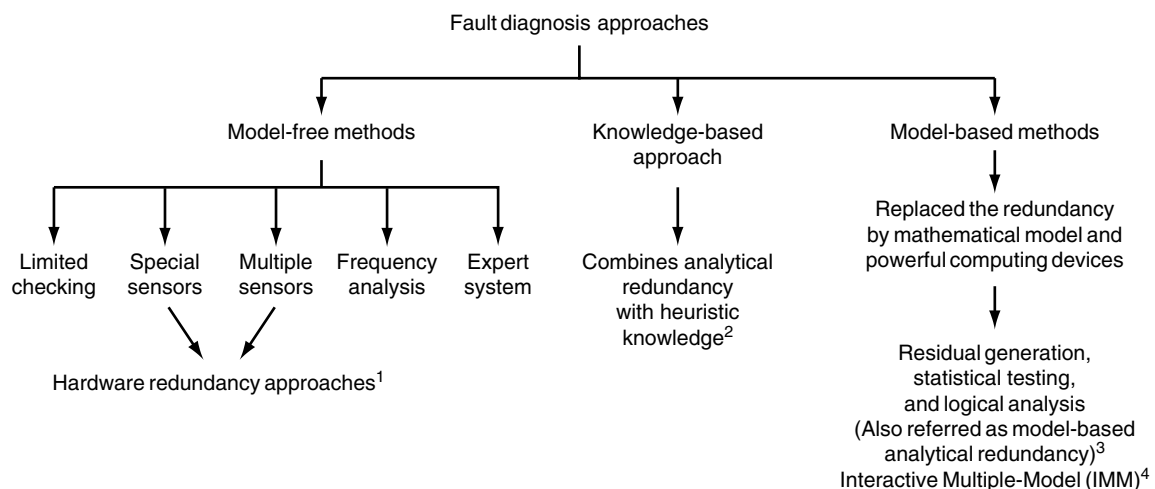 Fault diagnosis approaches
Model-free methods
Knowledge-based
approach
Model-based methods
Limited
checking
Special
sensors
Multiple
sensors
Frequency
analysis
Expert
system
Hardware redundancy approaches1
Combines analytical
redundancy
with heuristic
knowledge2
Replaced the redundancy
by mathematical model and
powerful computing devices
Residual generation,
statistical testing,
and logical analysis
(Also referred as model-based
analytical redundancy)3
Interactive Multiple-Model (IMM)4